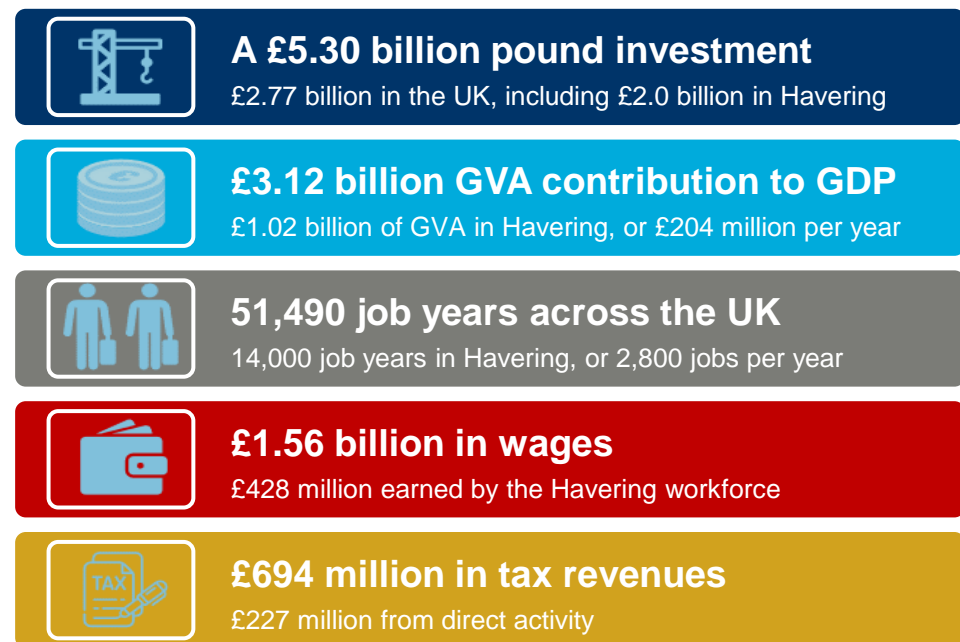 A £5.30 billion pound investment
£2.77 billion in the UK, including £2.0 billion in Havering
£3.12 billion GVA contribution to GDP
£1.02 billion of GVA in Havering, or £204 million per year
51,490 job years across the UK
14,000 job years in Havering, or 2,800 jobs per year
£1.56 billion in wages
£428 million earned by the Havering workforce
TAX
£694 million in tax revenues
£227 million from direct activity